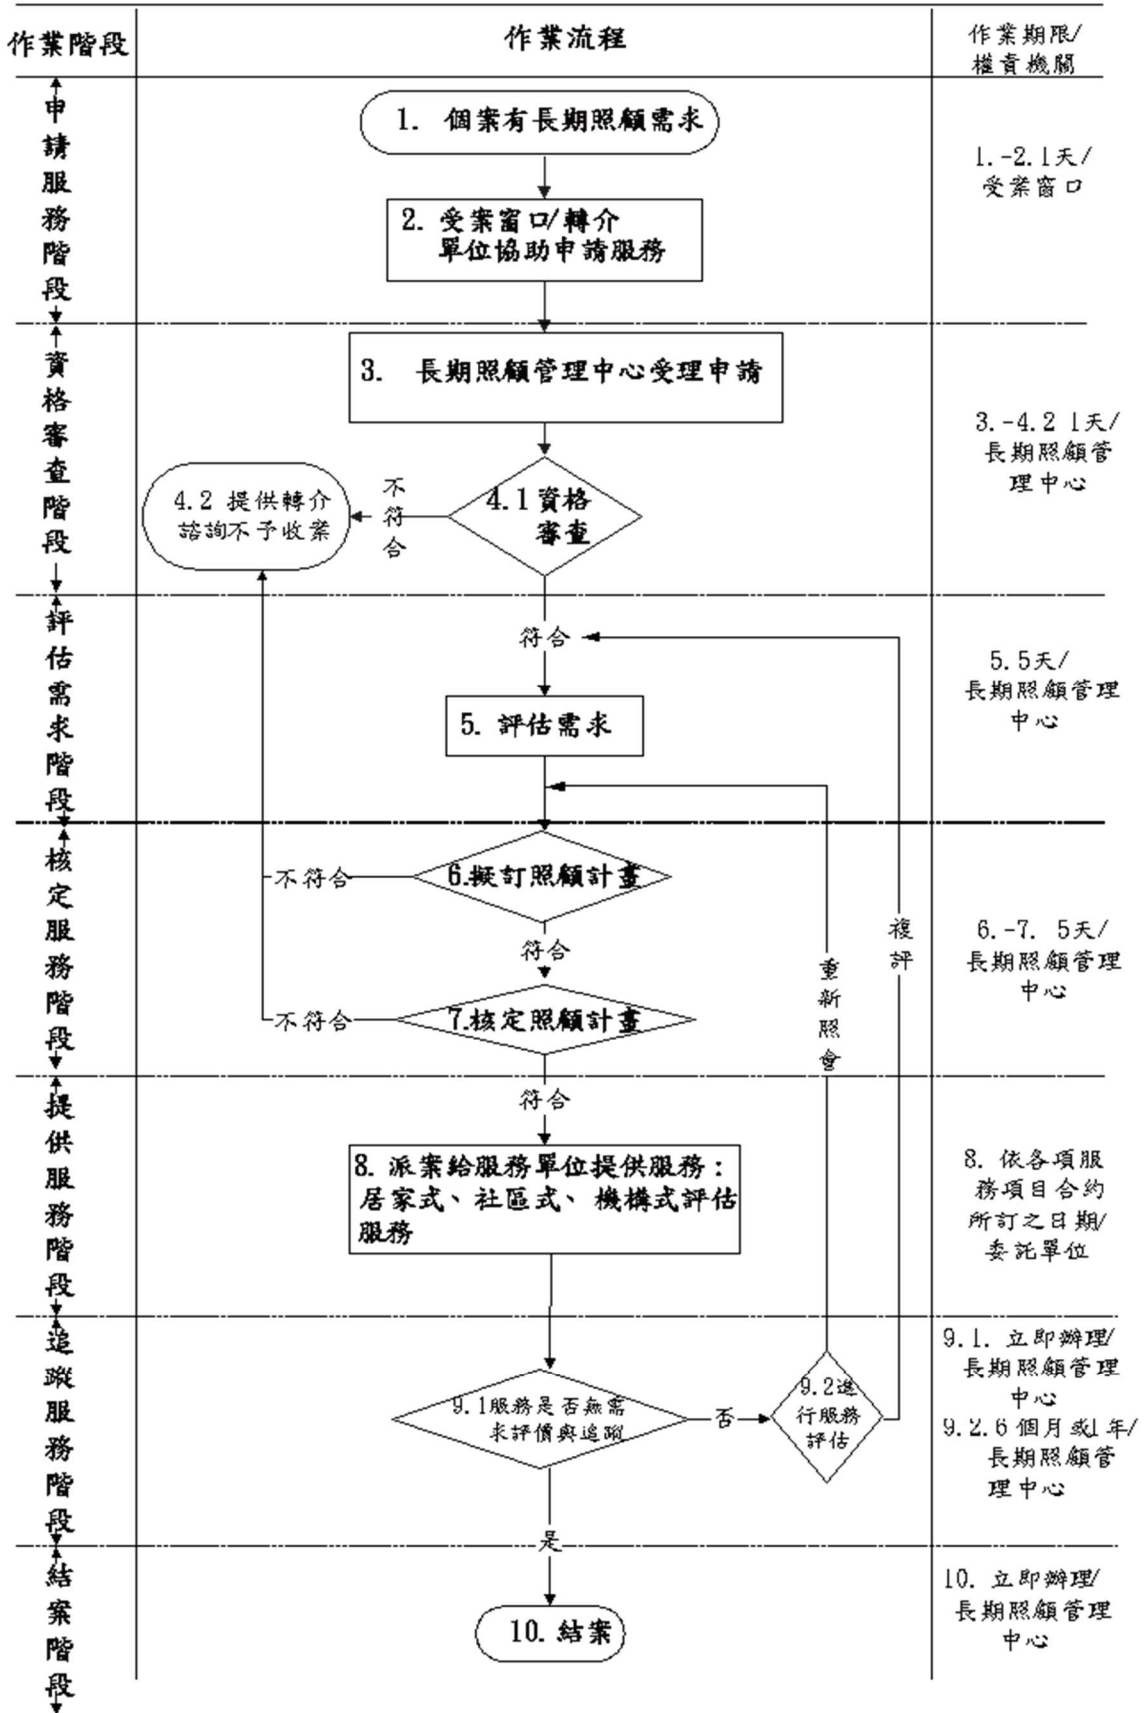 作業階段
作業流程
作業期限/
權責機關
申請服務階段
1. 個案有長期照顧需求
2. 受案窗口/轉介
單位協助申請服務
1.-2.1天/
受案窗口
資格審查階段
3. 長期照顧管理中心受理申請
4.1資格
審查
不符合
4.2 提供轉介
諮詢不予收案
3.-4.2 1天/
長期照顧管
理中心
評估需求階段
符合
5. 評估需求
5.5天/
長期照顧管理
中心
核定服務階段
6.擬訂照顧計畫
不符合
符合
7.核定照顧計畫
不符合
重新照會
複評
6.-7. 5天/
長期照顧管理
中心
提供服務階段
符合
8. 派案給服務單位提供服務：
居家式、社區式、機構式評估
服務
8. 依各項服
務項目合約
所訂之日期/
委託單位
追蹤服務階段
9.1服務是否無需
求評價與追蹤
否
9.2進
行服務
評估
9.1. 立即辦理/
長期照顧管理
中心
9.2.6個月或1年/
長期照顧管
理中心
是
結案階段
10. 結案
10. 立即辦理/
長期照顧管理
中心